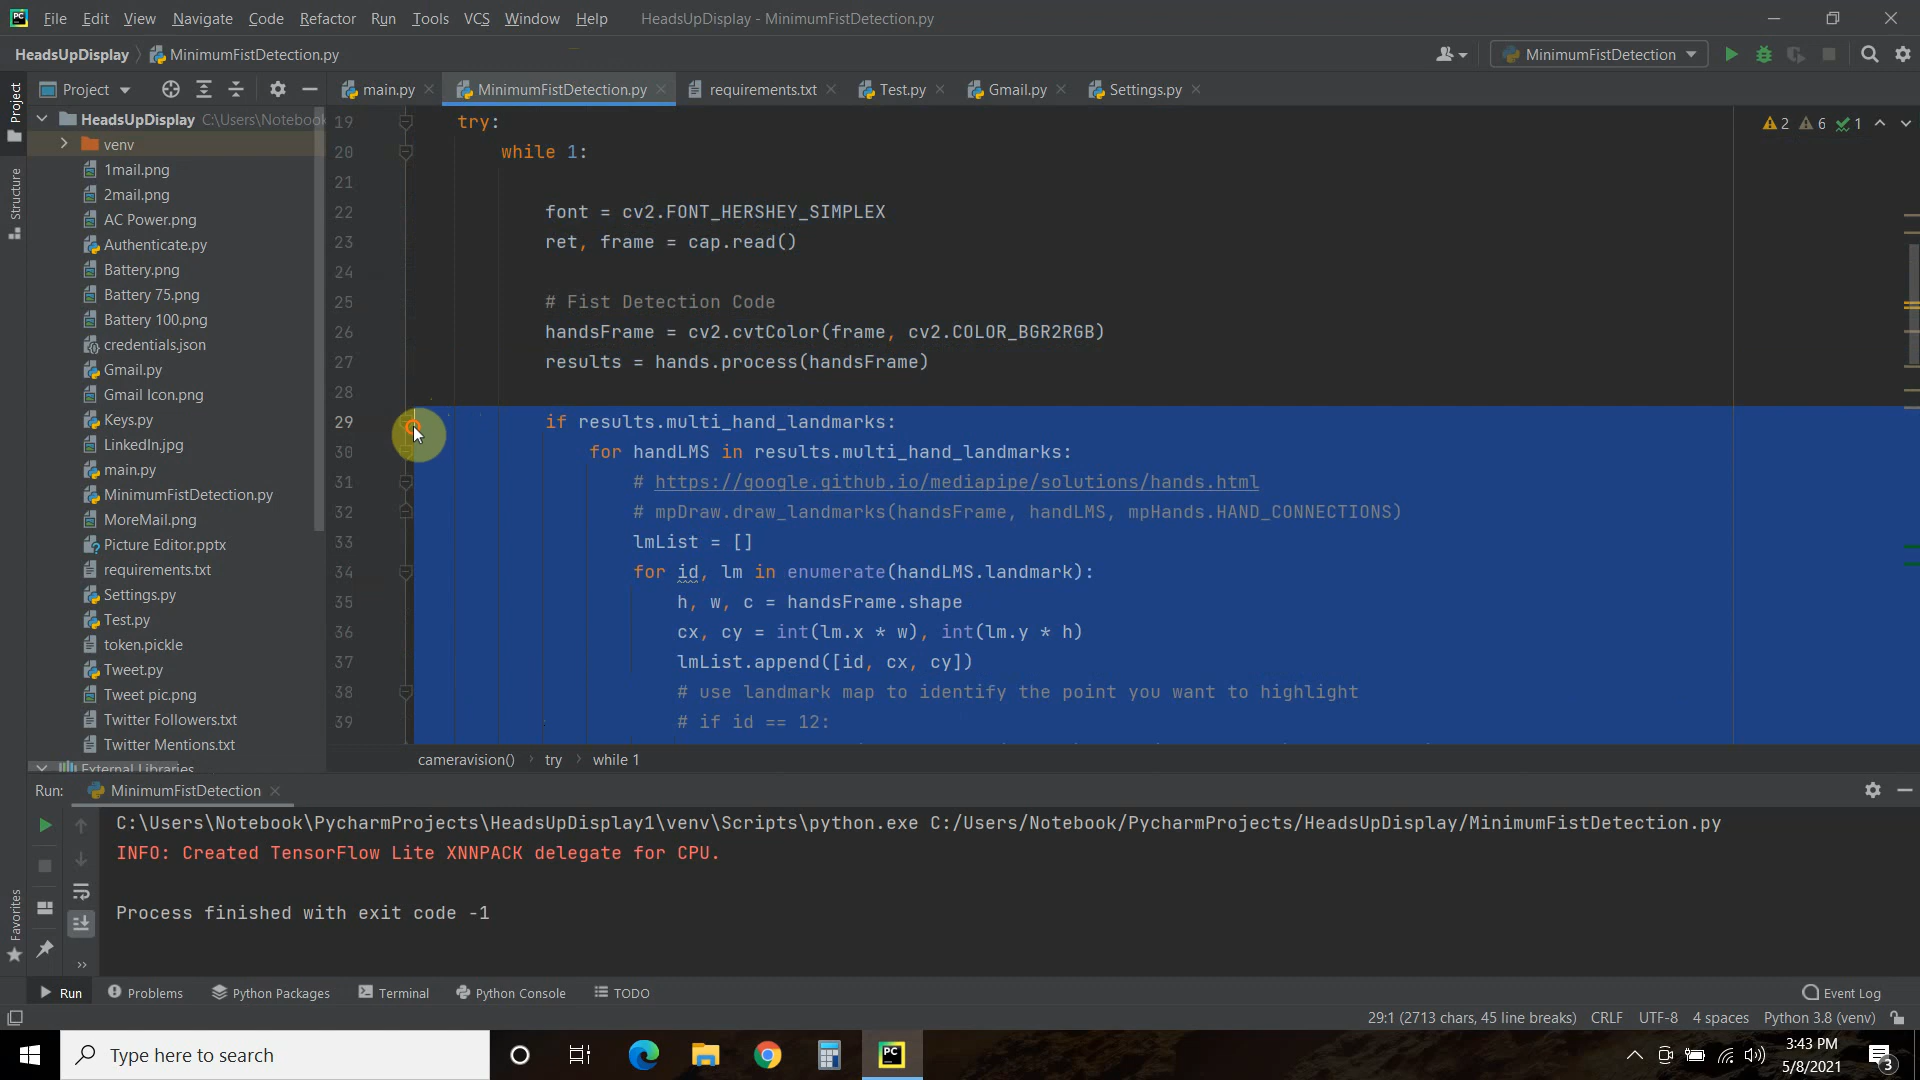 File Edit View Navigate Code Refactor Run Tools VCS Window Help HeadsUpDisplay - MinimumFistDetection.py
HeadsUpDisplay MinimumFistDetection.py MinimumFistDetection
Project main.py MinimumFistDetection.py requirements.txt Test.py Gmail.py Settings.py
Project
Structure
Favorites
HeadsUpDisplay C:\Users\Notebook
venv
1mail.png
2mail.png
AC Power.png
Authenticate.py
Battery.png
Battery 75.png
Battery 100.png
credentials.json
Gmail.py
Gmail Icon.png
Keys.py
LinkedIn.jpg
main.py
MinimumFistDetection.py
MoreMail.png
Picture Editor.pptx
requirements.txt
Settings.py
Test.py
token.pickle
Tweet.py
Tweet pic.png
Twitter Followers.txt
Twitter Mentions.txt
External Libraries
2 6 1
19 try:
20 while 1:
21
22 font = cv2.FONT_HERSHEY_SIMPLEX
23 ret, frame = cap.read()
24
25 # Fist Detection Code
26 handsFrame = cv2.cvtColor(frame, cv2.COLOR_BGR2RGB)
27 results = hands.process(handsFrame)
28
29 if results.multi_hand_landmarks:
30 for handLMS in results.multi_hand_landmarks:
31 # https://google.github.io/mediapipe/solutions/hands.html
32 # mpDraw.draw_landmarks(handsFrame, handLMS, mpHands.HAND_CONNECTIONS)
33 lmList = []
34 for id, lm in enumerate(handLMS.landmark):
35 h, w, c = handsFrame.shape
36 cx, cy = int(lm.x * w), int(lm.y * h)
37 lmList.append([id, cx, cy])
38 # use landmark map to identify the point you want to highlight
39 # if id == 12:
cameravision() try while 1
Run: MinimumFistDetection
C:\Users\Notebook\PycharmProjects\HeadsUpDisplay1\venv\Scripts\python.exe C:/Users/Notebook/PycharmProjects/HeadsUpDisplay/MinimumFistDetection.py
INFO: Created TensorFlow Lite XNNPACK delegate for CPU.
Process finished with exit code -1
Run Problems Python Packages Terminal Python Console TODO Event Log
29:1 (2713 chars, 45 line breaks) CRLF UTF-8 4 spaces Python 3.8 (venv)
Type here to search
3:43 PM
5/8/2021
3